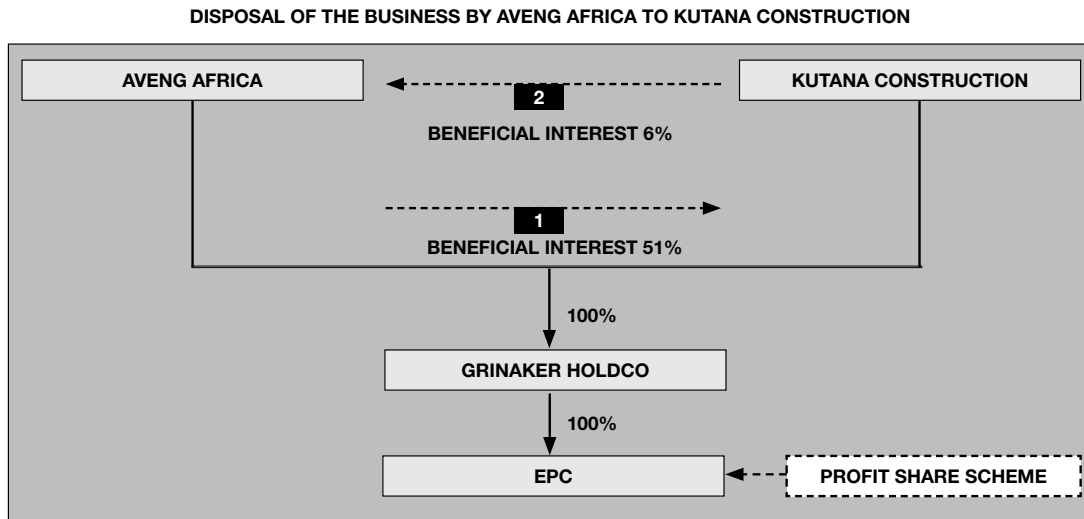 DISPOSAL OF THE BUSINESS BY AVENG AFRICA TO KUTANA CONSTRUCTION
AVENG AFRICA
KUTANA CONSTRUCTION
2
BENEFICIAL INTEREST 6%
1
BENEFICIAL INTEREST 51%
100%
GRINAKER HOLDCO
100%
EPC
PROFIT SHARE SCHEME